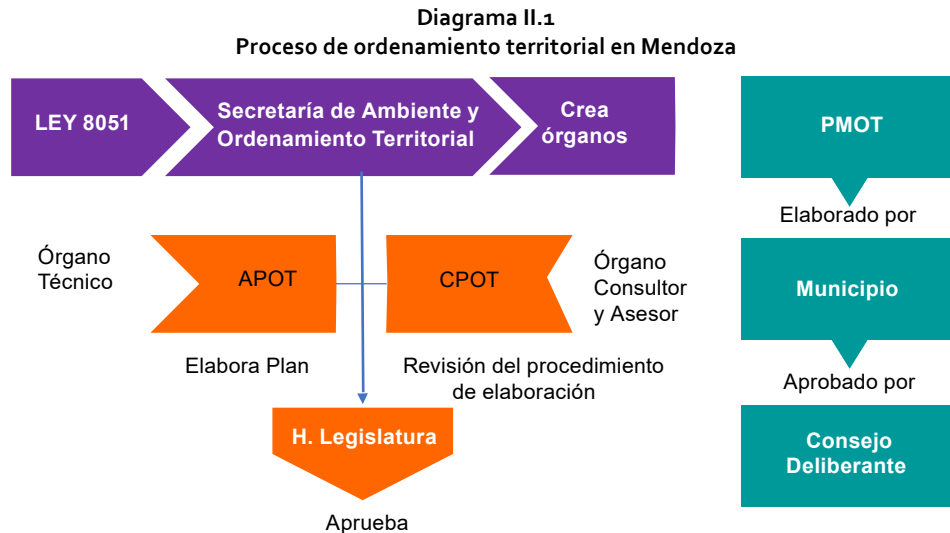 Diagrama II.1
Proceso de ordenamiento territorial en Mendoza
LEY 8051
Secretaría de Ambiente y
Ordenamiento Territorial
Crea
órganos
Órgano
Técnico
APOT
CPOT
Órgano
Consultor
y Asesor
Elabora Plan
Revisión del procedimiento
de elaboración
H. Legislatura
Aprueba
PMOT
Elaborado por
Municipio
Aprobado por
Consejo
Deliberante